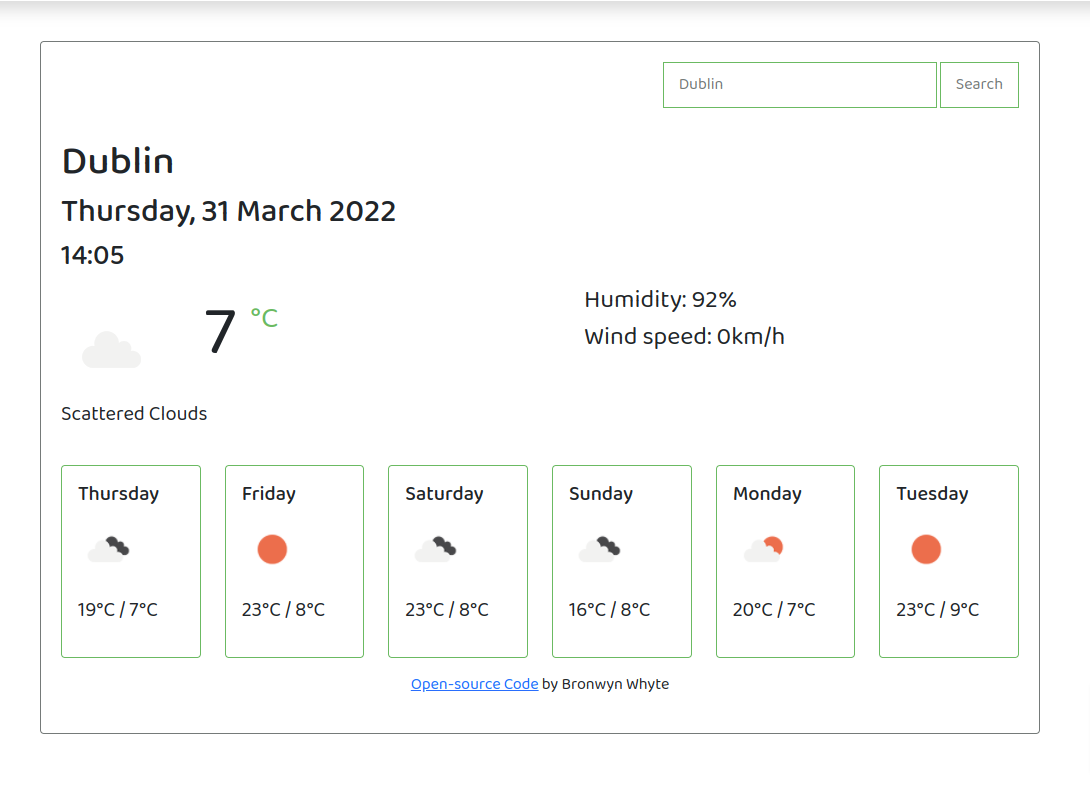 Dublin
Search
Dublin
Thursday, 31 March 2022
14:05
7 °C
Humidity: 92%
Wind speed: 0km/h
Scattered Clouds
Thursday
19°C / 7°C
Friday
23°C / 8°C
Saturday
23°C / 8°C
Sunday
16°C / 8°C
Monday
20°C / 7°C
Tuesday
23°C / 9°C
Open-source Code by Bronwyn Whyte